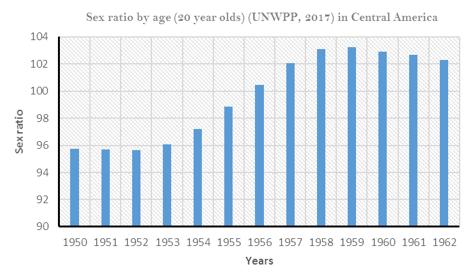 Sex ratio by age (20 year olds) (UNWPP, 2017) in Central America
104
102
100
98
96
94
92
90
Sex ratio
1950 1951 1952 1953 1954 1955 1956 1957 1958 1959 1960 1961 1962
Years